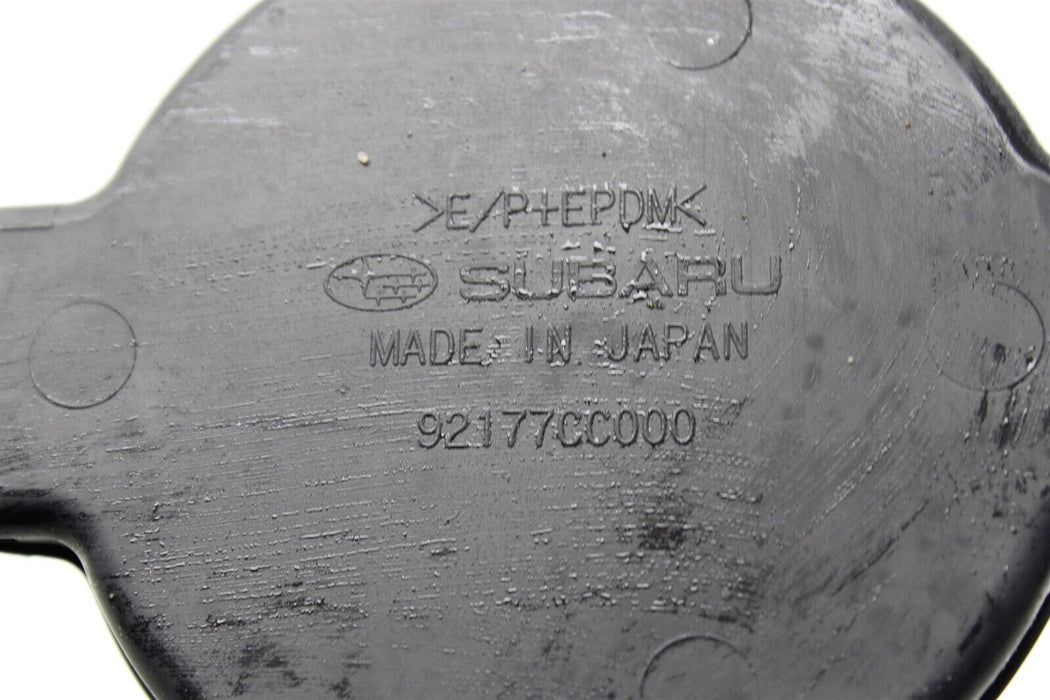 >E/P+EPDM<
SUBARU
MADE IN JAPAN
92177CC000